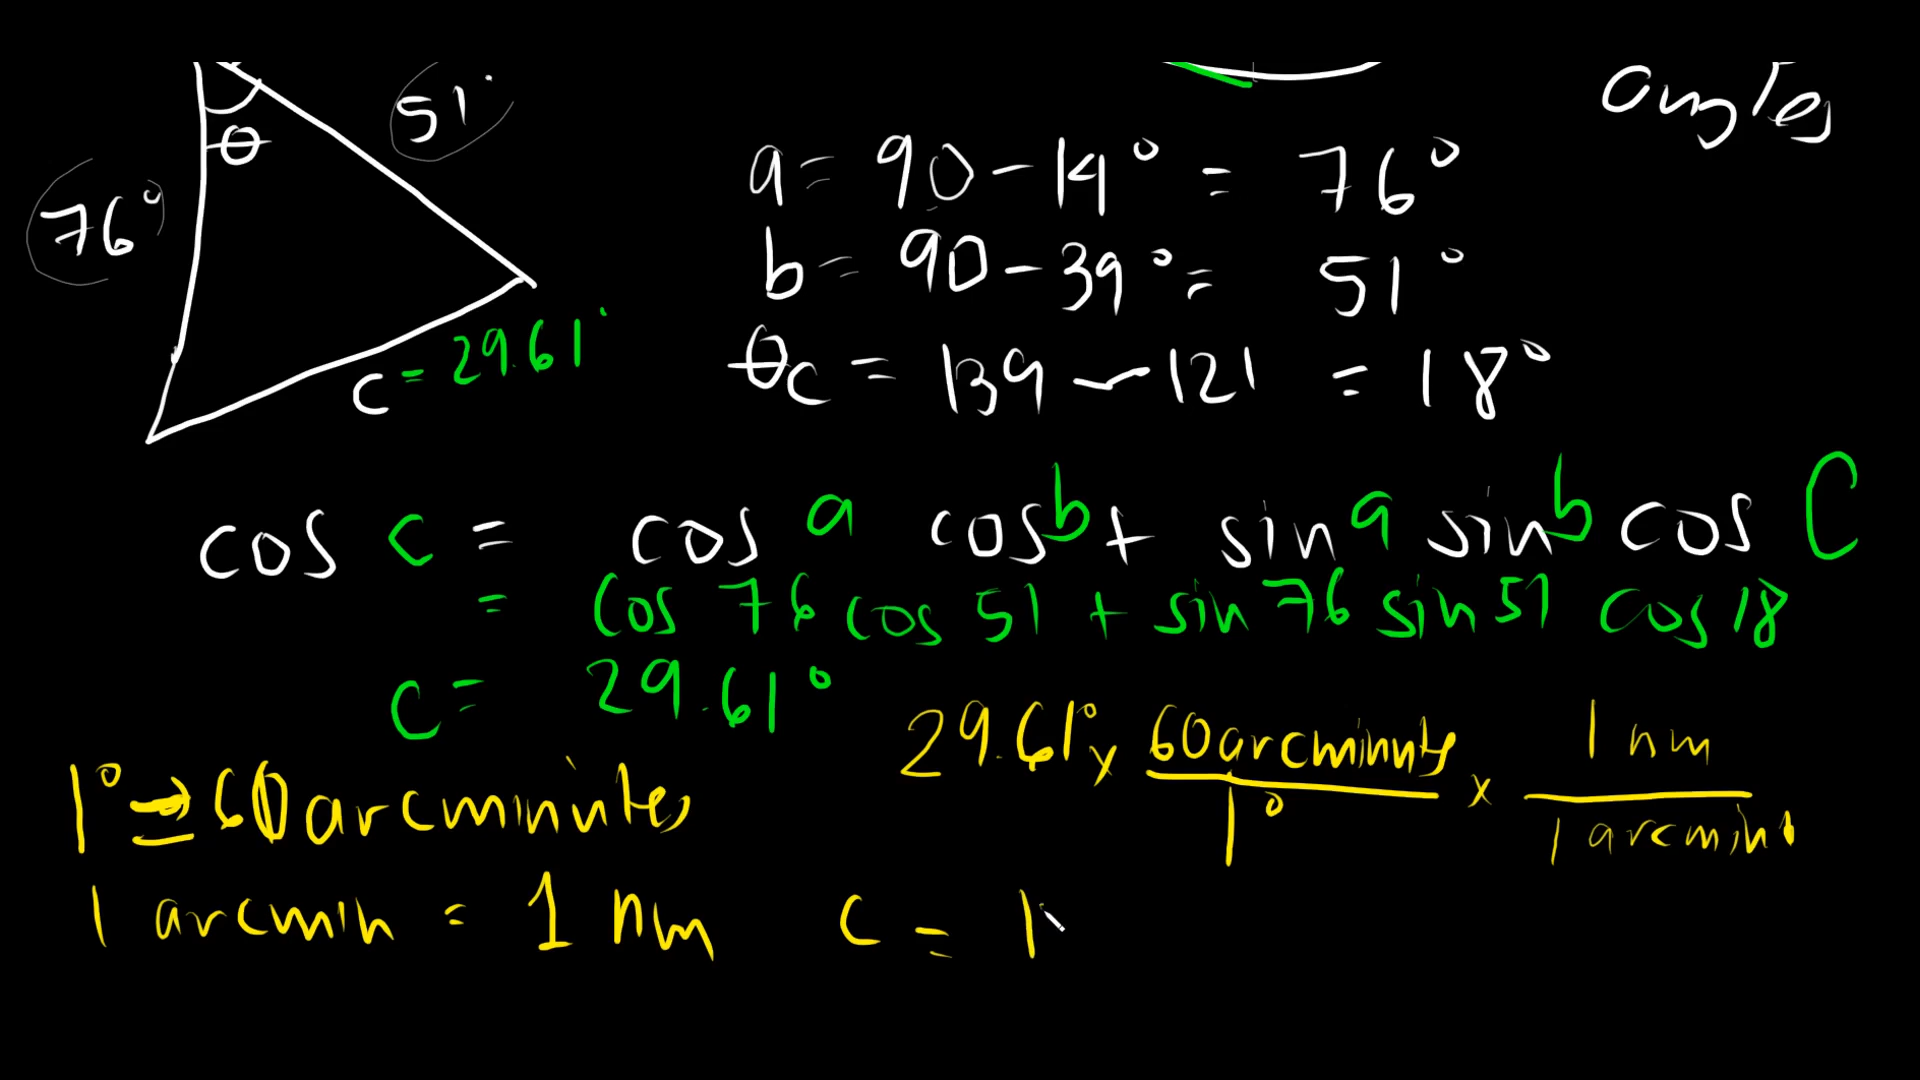 51°
angles
θ
76°
a = 90 - 14° = 76°
b = 90 - 39° = 51°
c = 29.61°
θc = 139 - 121 = 18°
cos c = cos a cos b + sin a sin b cos C
= cos 76 cos 51 + sin 76 sin 51 cos 18
c = 29.61°
29.61° x 60 arcminutes / 1° x 1 nm / 1 arcmin
1° → 60 arcminutes
1 arcmin = 1 nm
c = 1